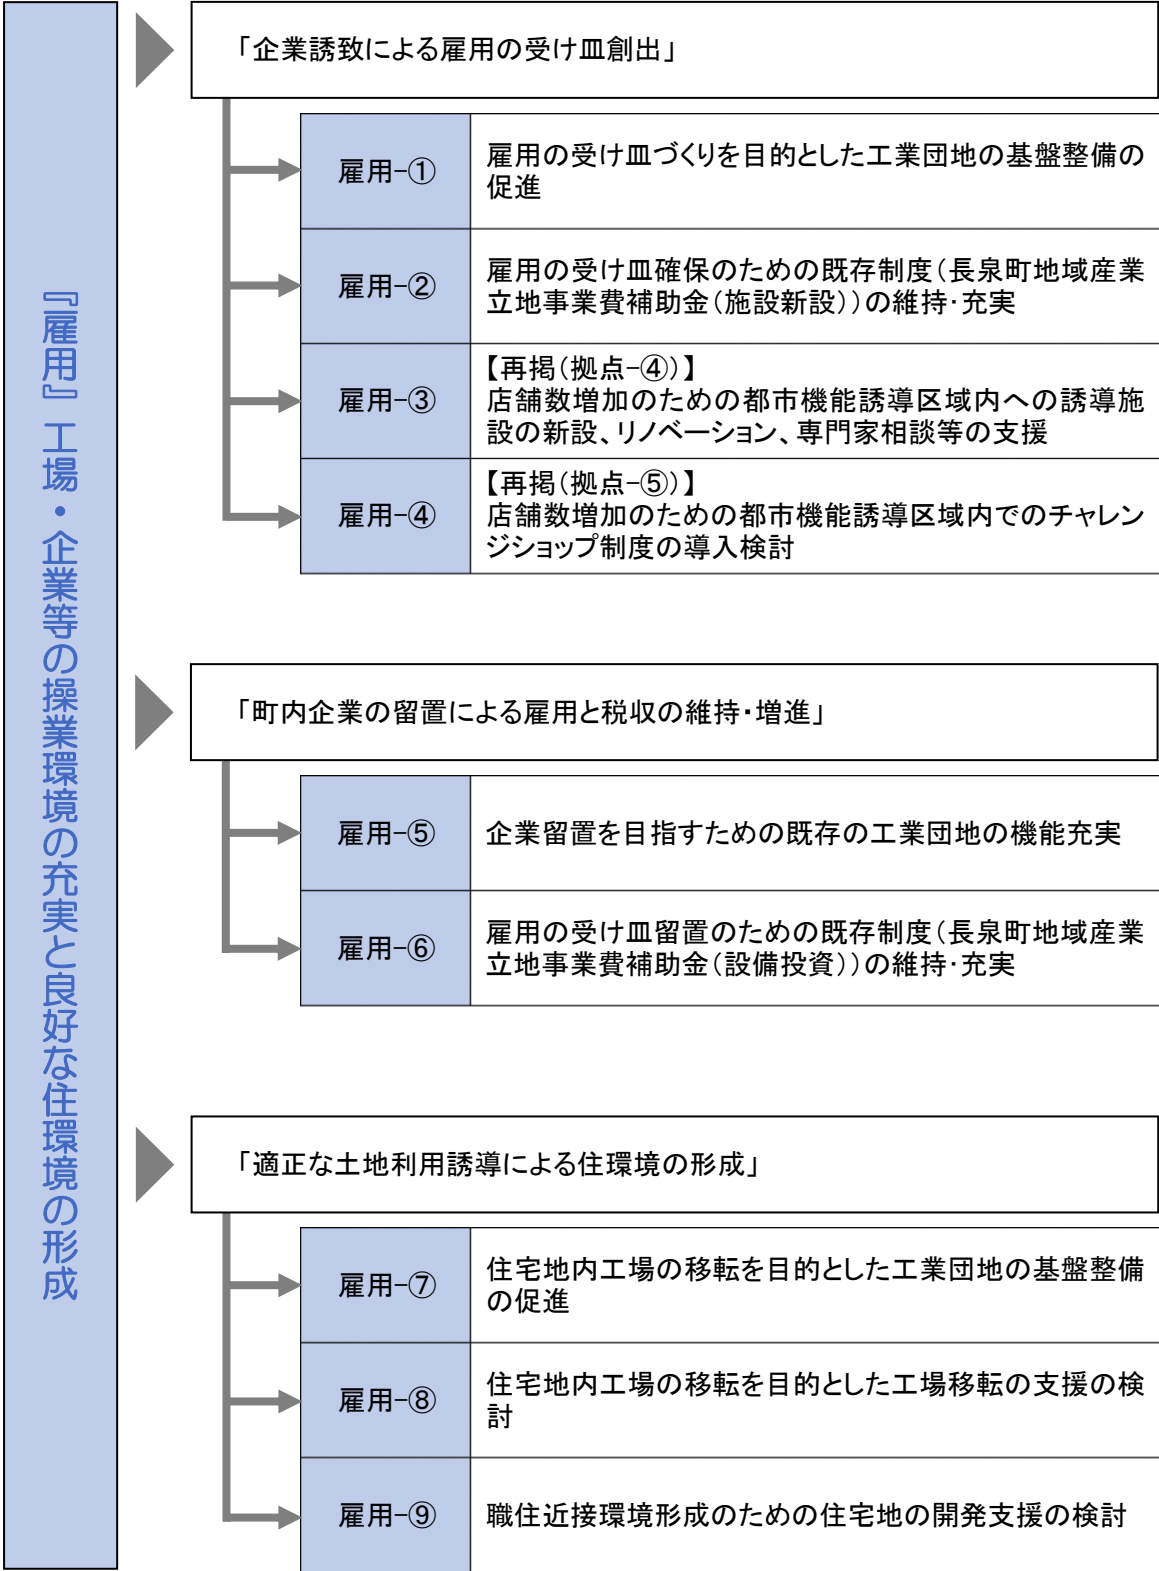 『雇用』工場・企業等の操業環境の充実と良好な住環境の形成
「企業誘致による雇用の受け皿創出」
雇用-①
雇用の受け皿づくりを目的とした工業団地の基盤整備の
促進
雇用-②
雇用の受け皿確保のための既存制度（長泉町地域産業
立地事業費補助金（施設新設））の維持・充実
雇用-③
【再掲（拠点-④）】
店舗数増加のための都市機能誘導区域内への誘導施
設の新設、リノベーション、専門家相談等の支援
雇用-④
【再掲（拠点-⑤）】
店舗数増加のための都市機能誘導区域内でのチャレン
ジショップ制度の導入検討
「町内企業の留置による雇用と税収の維持・増進」
雇用-⑤
企業留置を目指すための既存の工業団地の機能充実
雇用-⑥
雇用の受け皿留置のための既存制度（長泉町地域産業
立地事業費補助金（設備投資））の維持・充実
「適正な土地利用誘導による住環境の形成」
雇用-⑦
住宅地内工場の移転を目的とした工業団地の基盤整備
の促進
雇用-⑧
住宅地内工場の移転を目的とした工場移転の支援の検
討
雇用-⑨
職住近接環境形成のための住宅地の開発支援の検討